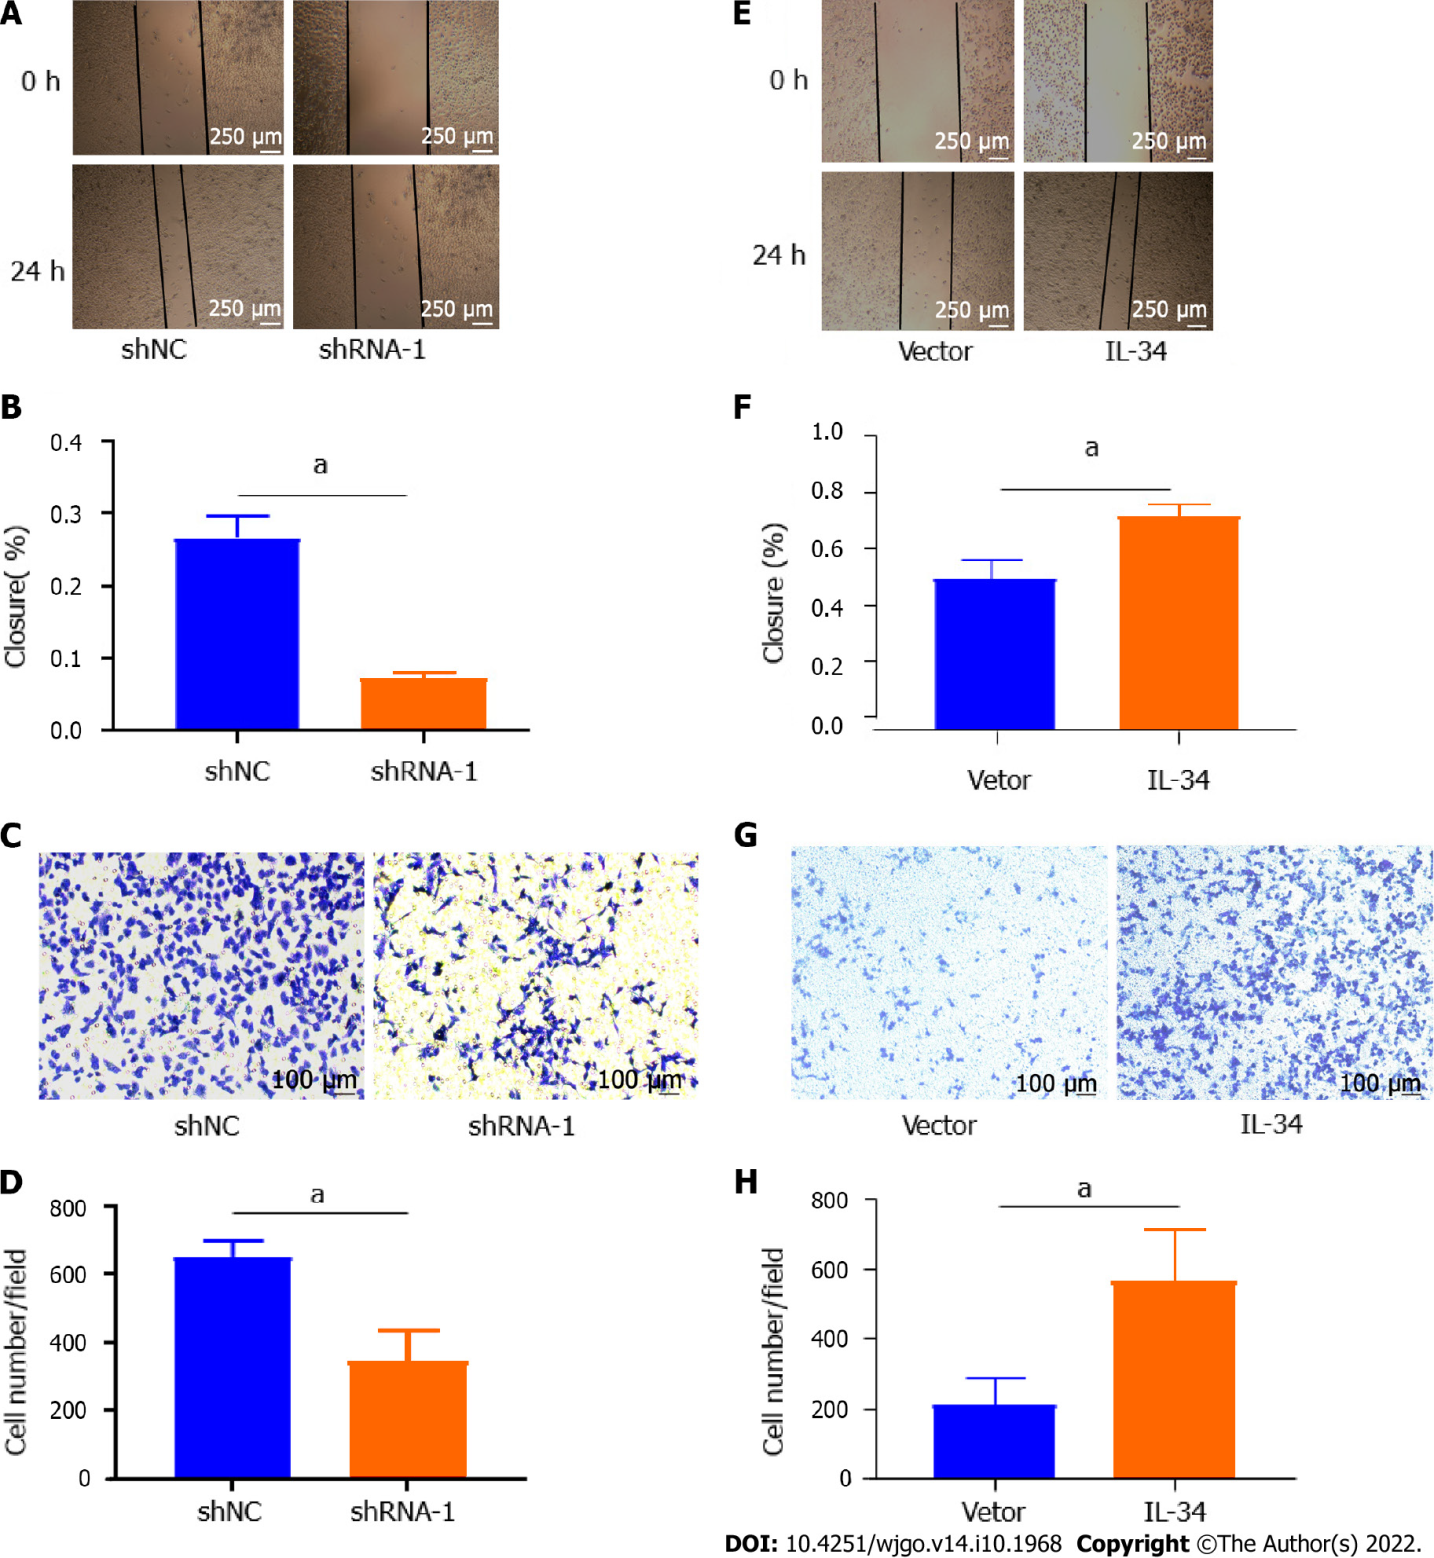 A
0 h
250 µm
250 µm
24 h
250 µm
250 µm
shNC
shRNA-1
E
0 h
250 µm
250 µm
24 h
250 µm
250 µm
Vector
IL-34
B
0.4
0.3
0.2
0.1
0.0
Closure( %)
a
shNC
shRNA-1
F
1.0
0.8
0.6
0.4
0.2
0.0
Closure (%)
a
Vetor
IL-34
C
100 µm
100 µm
shNC
shRNA-1
G
100 µm
100 µm
Vector
IL-34
D
800
600
400
200
0
Cell number/field
a
shNC
shRNA-1
H
800
600
400
200
0
Cell number/field
a
Vetor
IL-34
DOI: 10.4251/wjgo.v14.i10.1968 Copyright ©The Author(s) 2022.